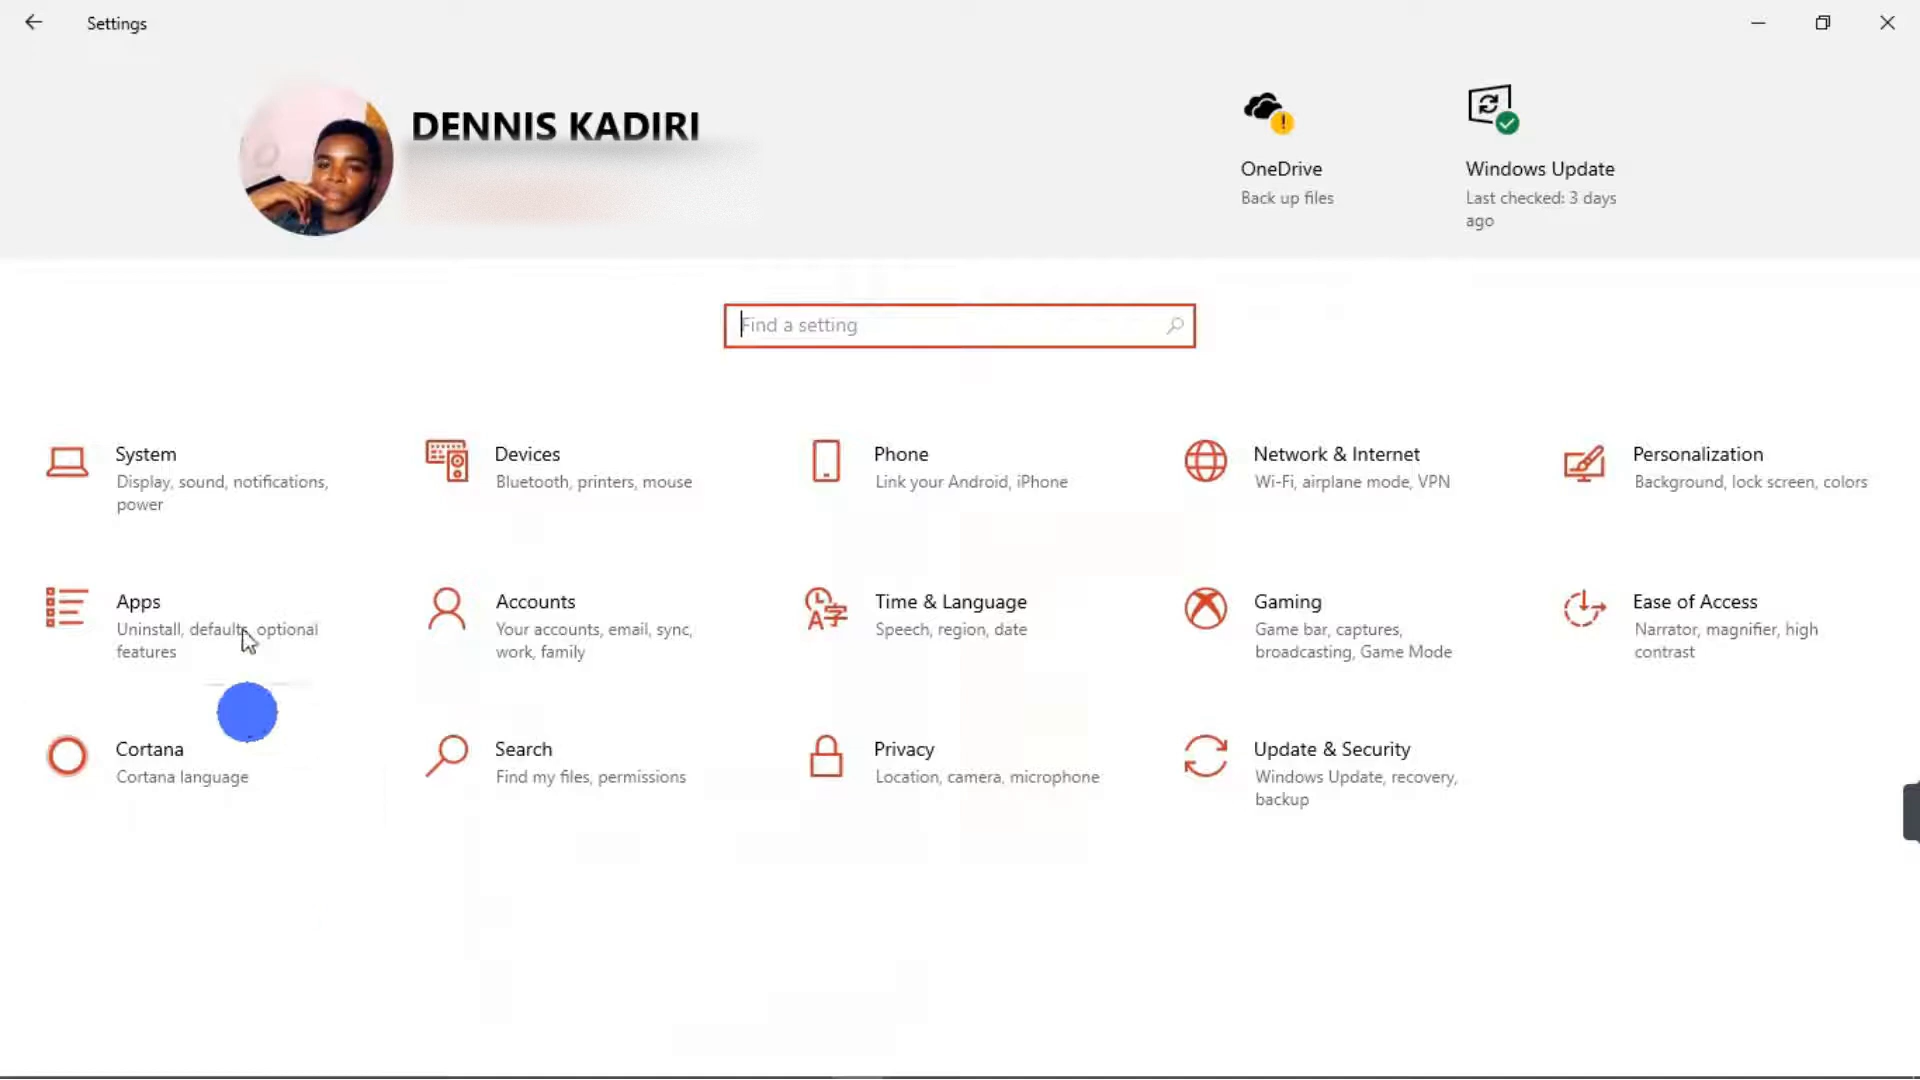 Settings
DENNIS KADIRI
OneDrive
Back up files
Windows Update
Last checked: 3 days
ago
Find a setting
System
Display, sound, notifications,
power
Devices
Bluetooth, printers, mouse
Phone
Link your Android, iPhone
Network & Internet
Wi-Fi, airplane mode, VPN
Personalization
Background, lock screen, colors
Apps
Uninstall, defaults, optional
features
Accounts
Your accounts, email, sync,
work, family
Time & Language
Speech, region, date
Gaming
Game bar, captures,
broadcasting, Game Mode
Ease of Access
Narrator, magnifier, high
contrast
Cortana
Cortana language
Search
Find my files, permissions
Privacy
Location, camera, microphone
Update & Security
Windows Update, recovery,
backup